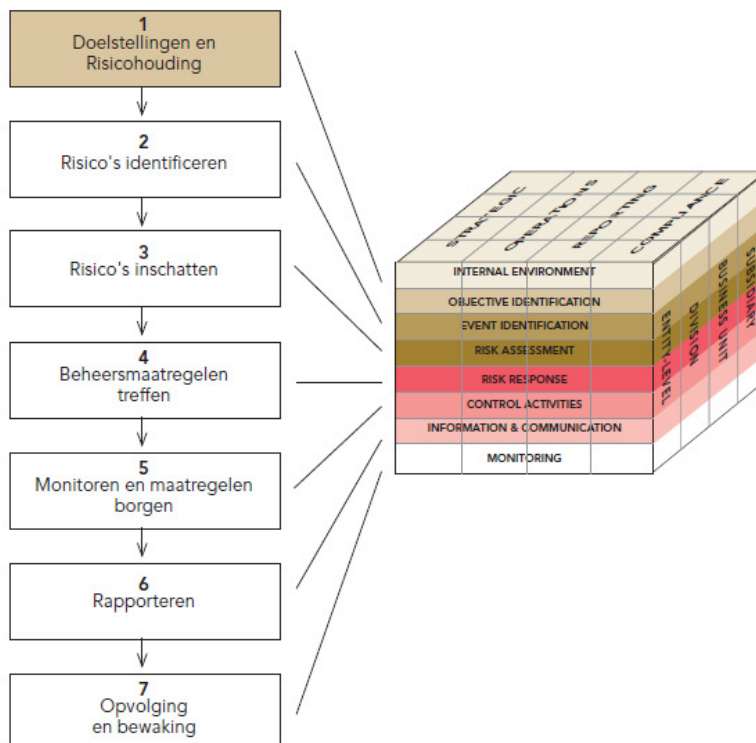 1
Doelstellingen en
Risicohouding
2
Risico's identificeren
3
Risico's inschatten
4
Beheersmaatregelen
treffen
5
Monitoren en maatregelen
borgen
6
Rapporteren
7
Opvolging
en bewaking
STRATEGIC
OPERATIONS
REPORTING
COMPLIANCE
INTERNAL ENVIRONMENT
OBJECTIVE IDENTIFICATION
EVENT IDENTIFICATION
RISK ASSESSMENT
RISK RESPONSE
CONTROL ACTIVITIES
INFORMATION & COMMUNICATION
MONITORING
ENTITY-LEVEL
DIVISION
BUSINESS UNIT
SUBSIDIARY